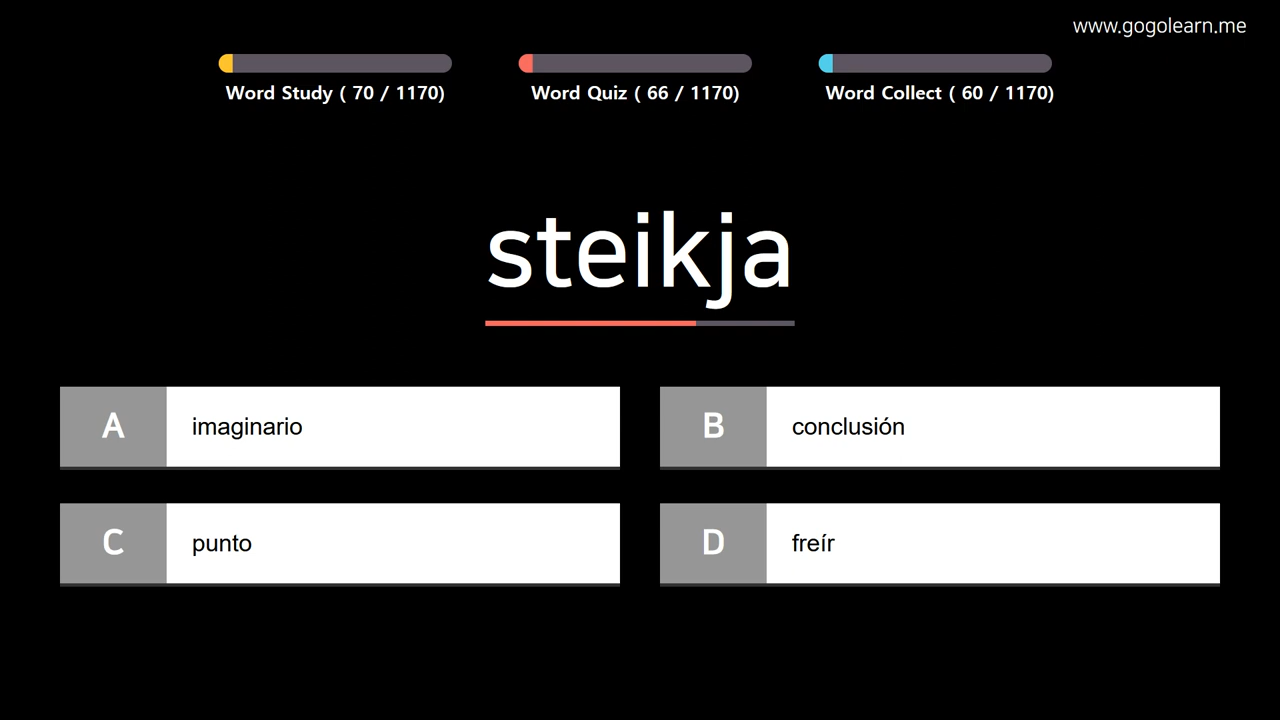 www.gogolearn.me
Word Study ( 70 / 1170)
Word Quiz ( 66 / 1170)
Word Collect ( 60 / 1170)
steikja
A imaginario
B conclusión
C punto
D freír